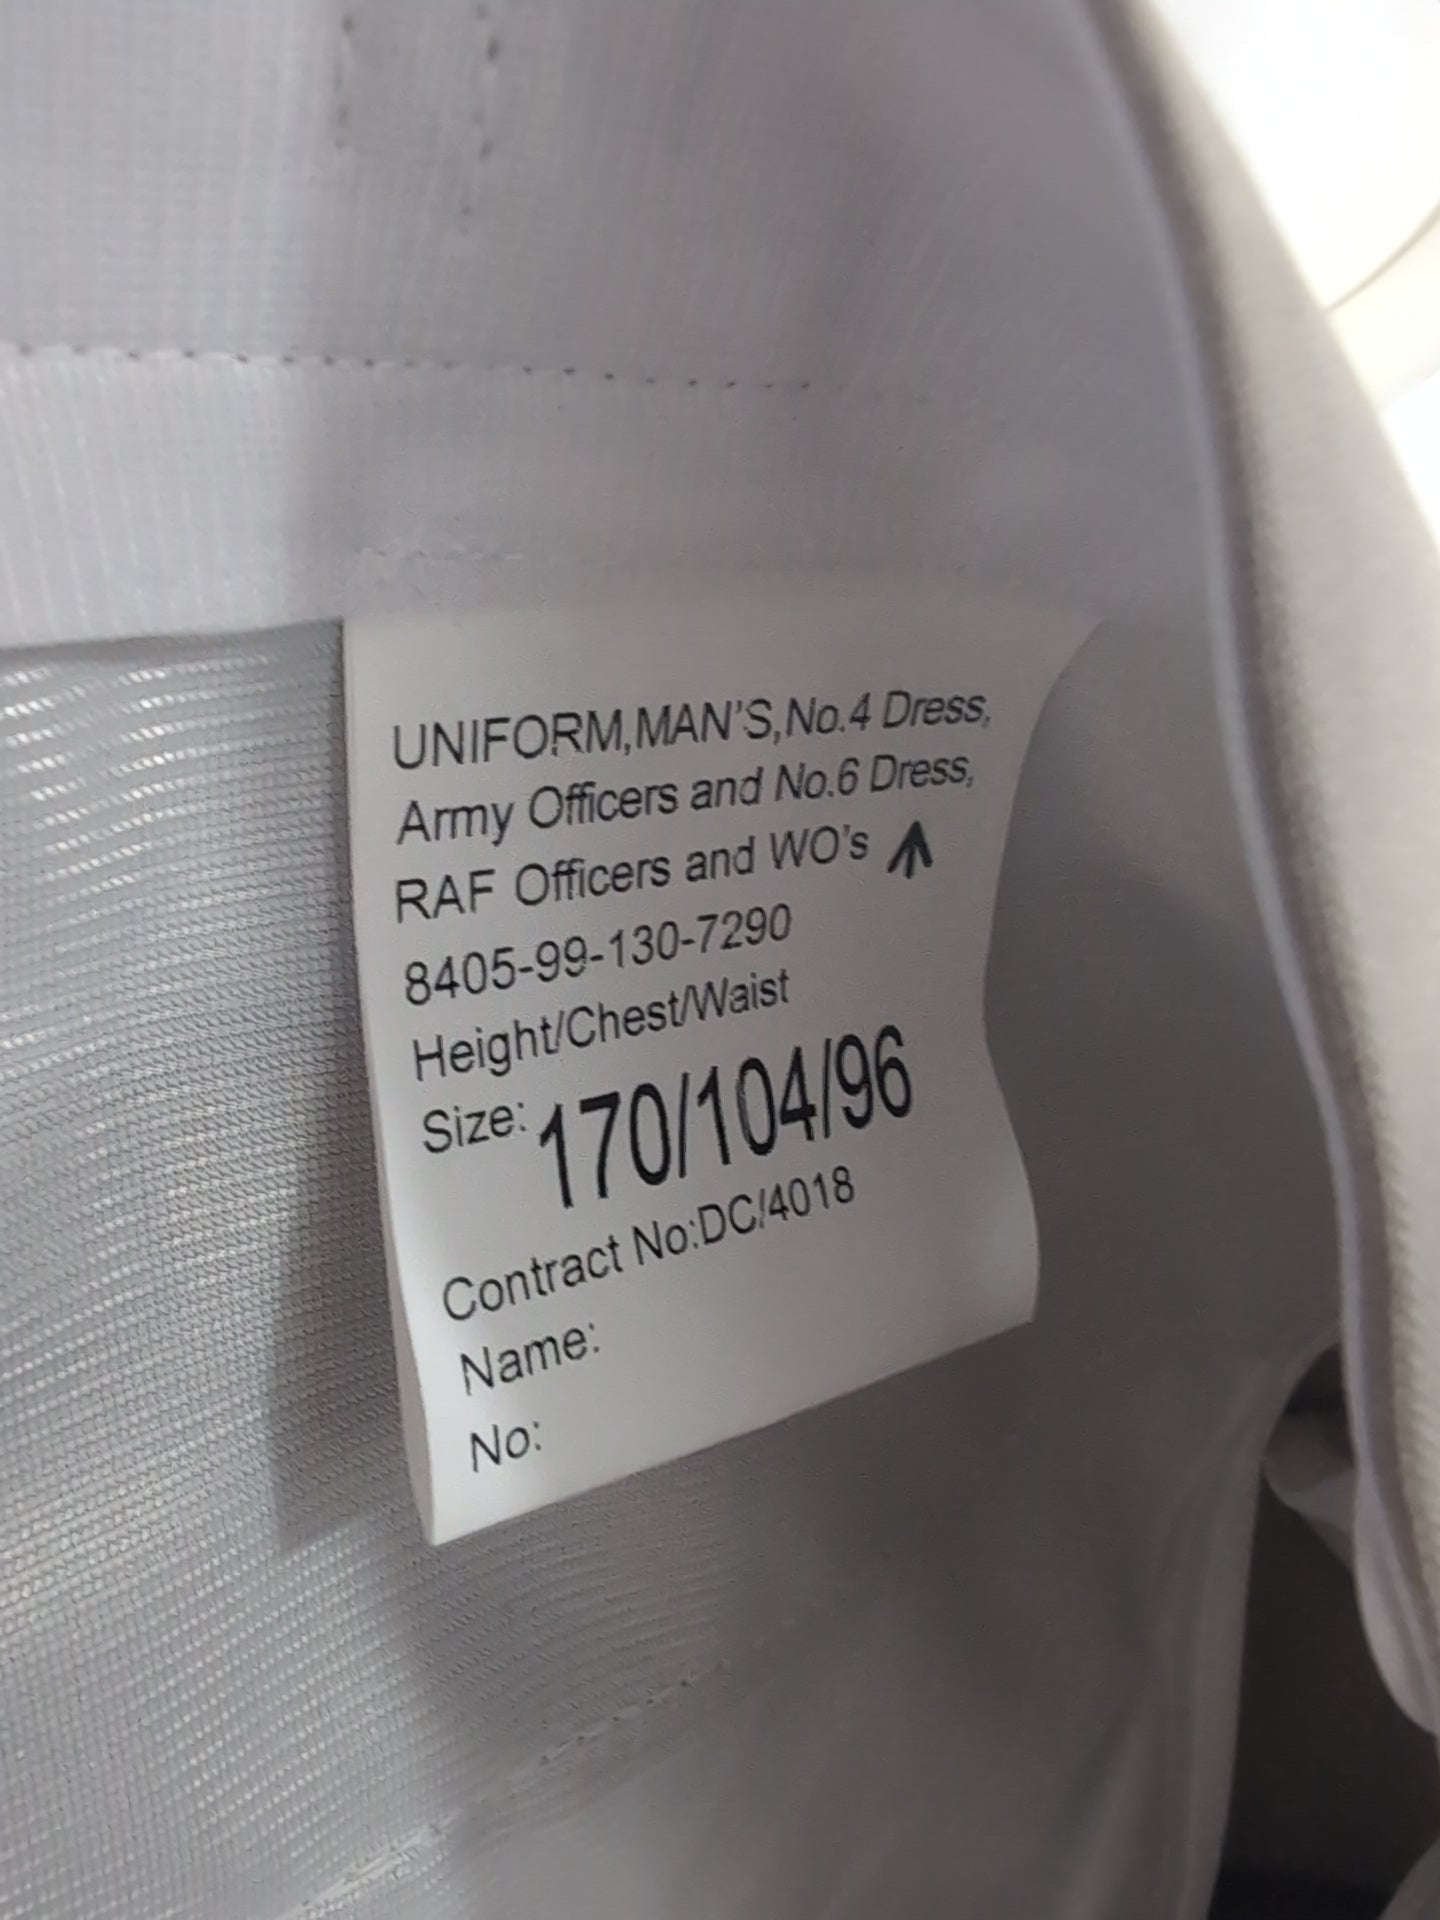 UNIFORM,MAN'S,No.4 Dress,
Army Officers and No.6 Dress,
RAF Officers and WO's
8405-99-130-7290
Height/Chest/Waist
Size: 170/104/96
Contract No:DC/4018
Name:
No: